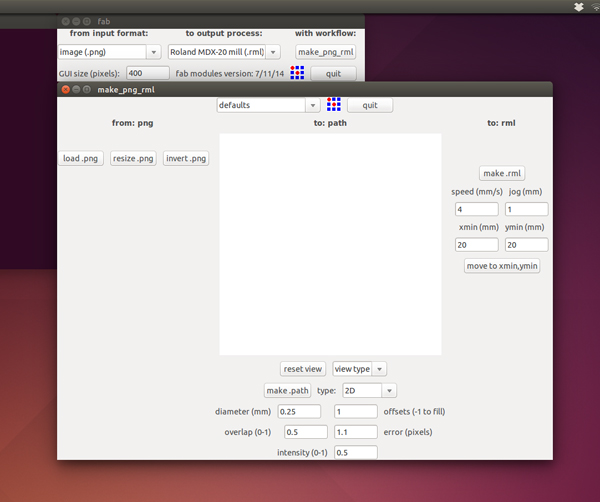 fab
from input format: to output process: with workflow:
image (.png) Roland MDX-20 mill (.rml) make_png_rml
GUI size (pixels): 400 fab modules version: 7/11/14 quit
make_png_rml
defaults quit
from: png to: path to: rml
load .png resize .png invert .png
make .rml
speed (mm/s) jog (mm)
4 1
xmin (mm) ymin (mm)
20 20
move to xmin,ymin
reset view view type
make .path type: 2D
diameter (mm) 0.25 1 offsets (-1 to fill)
overlap (0-1) 0.5 1.1 error (pixels)
intensity (0-1) 0.5